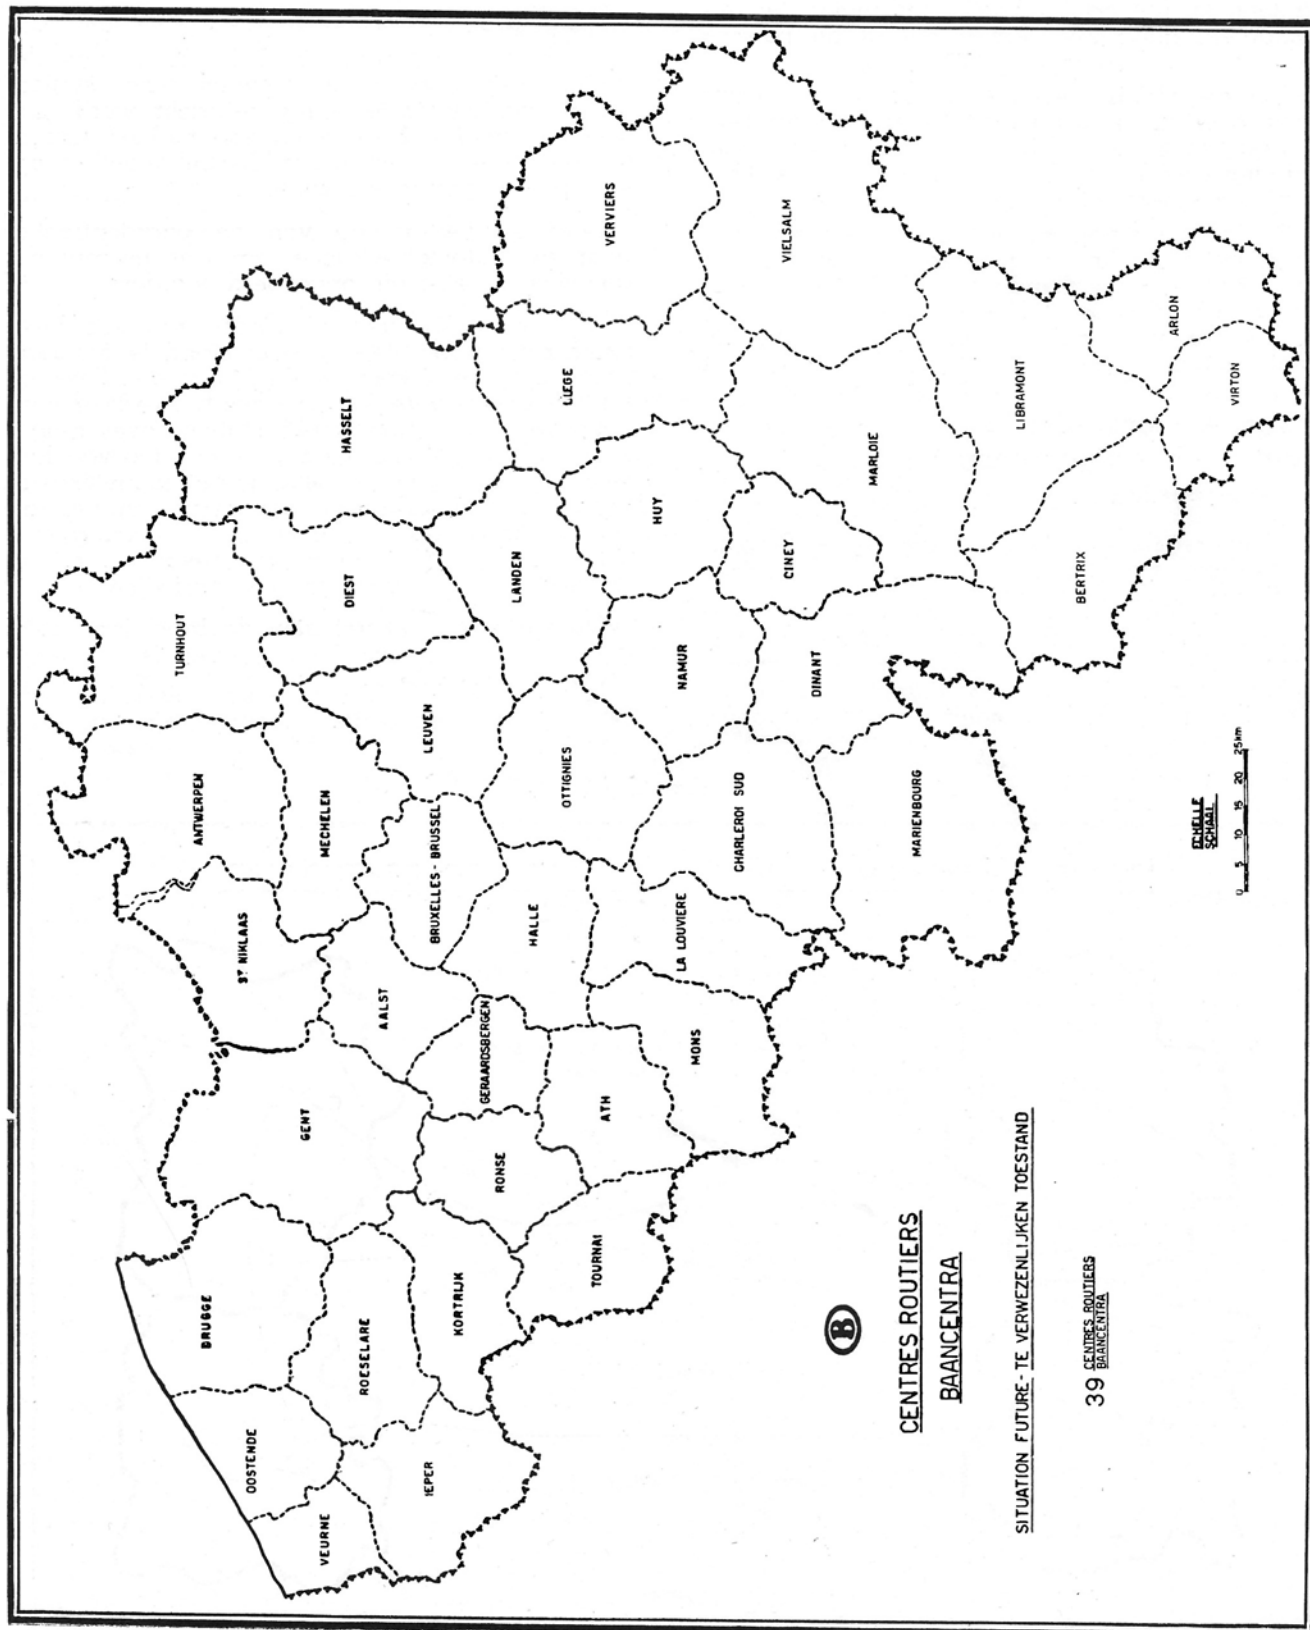 VERVIERS
VIELSALM
HASSELT
LIEGE
ARLON
VIRTON
LIBRAMONT
MARLOIE
HUY
CINEY
BERTRIX
LANDEN
DIEST
TURNHOUT
NAMUR
DINANT
LEUVEN
OTTIGNIES
ANTWERPEN
MECHELEN
BRUXELLES - BRUSSEL
CHARLEROI SUD
MARIENBOURG
ST NIKLAAS
HALLE
LA LOUVIERE
AALST
GERAARDSBERGEN
MONS
GENT
ATH
RONSE
BRUGGE
ROESELARE
KORTRIJK
TOURNAI
OOSTENDE
IEPER
VEURNE
ECHELLE
SCHAAL
0 5 10 15 20 25km
B
CENTRES ROUTIERS
BAANCENTRA
SITUATION FUTURE - TE VERWEZENLIJKEN TOESTAND
39 CENTRES ROUTIERS
BAANCENTRA